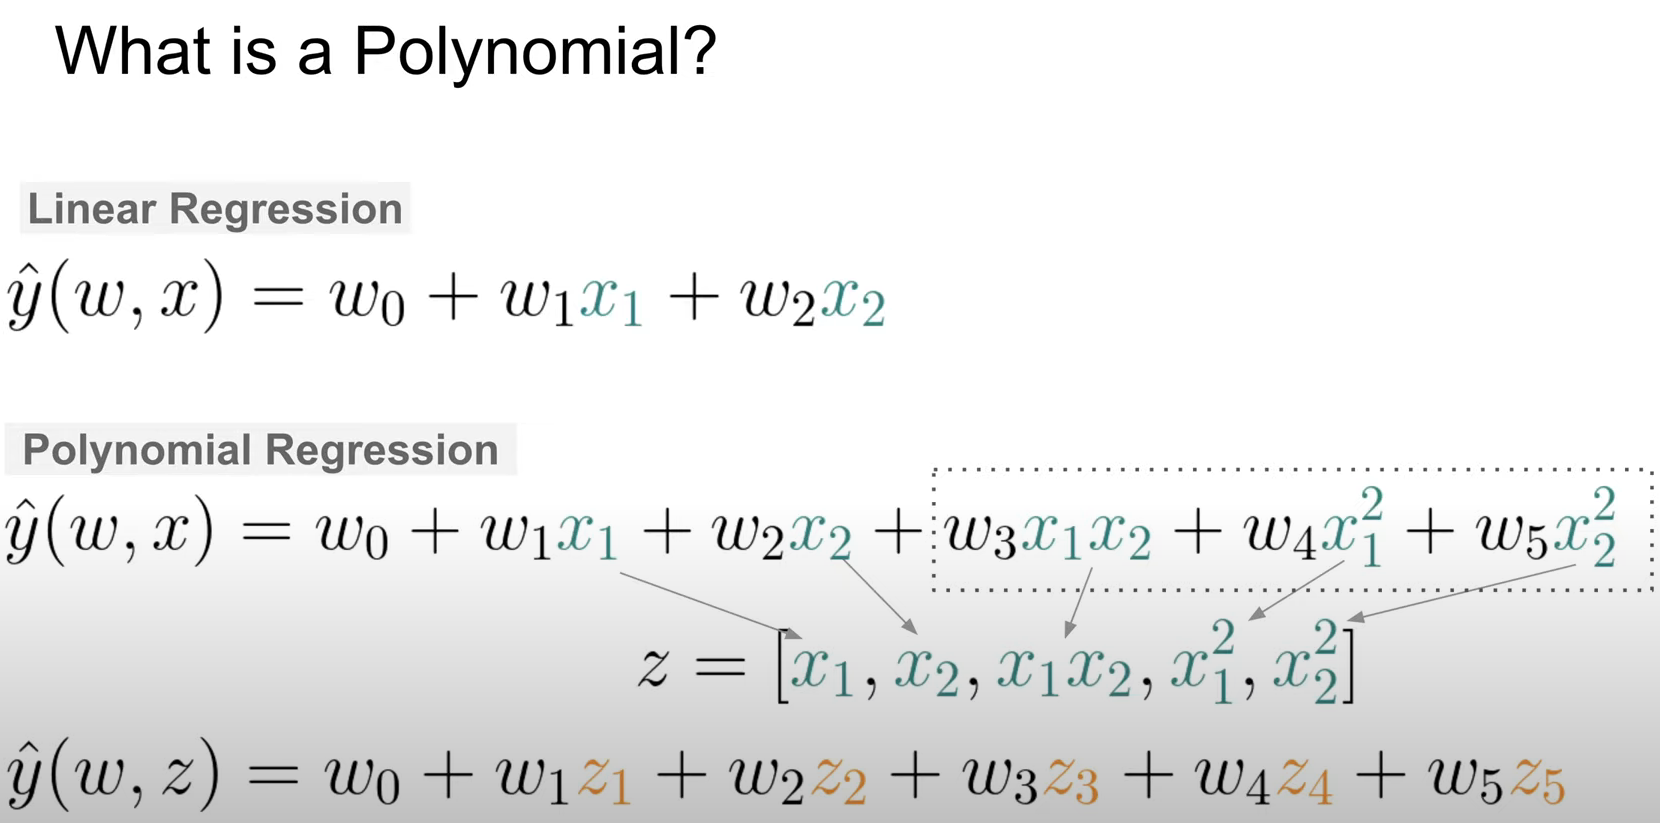 What is a Polynomial?
Linear Regression
ŷ(w, x) = w₀ + w₁x₁ + w₂x₂
Polynomial Regression
ŷ(w, x) = w₀ + w₁x₁ + w₂x₂ + w₃x₁x₂ + w₄x₁² + w₅x₂²
z = [x₁, x₂, x₁x₂, x₁², x₂²]
ŷ(w, z) = w₀ + w₁z₁ + w₂z₂ + w₃z₃ + w₄z₄ + w₅z₅